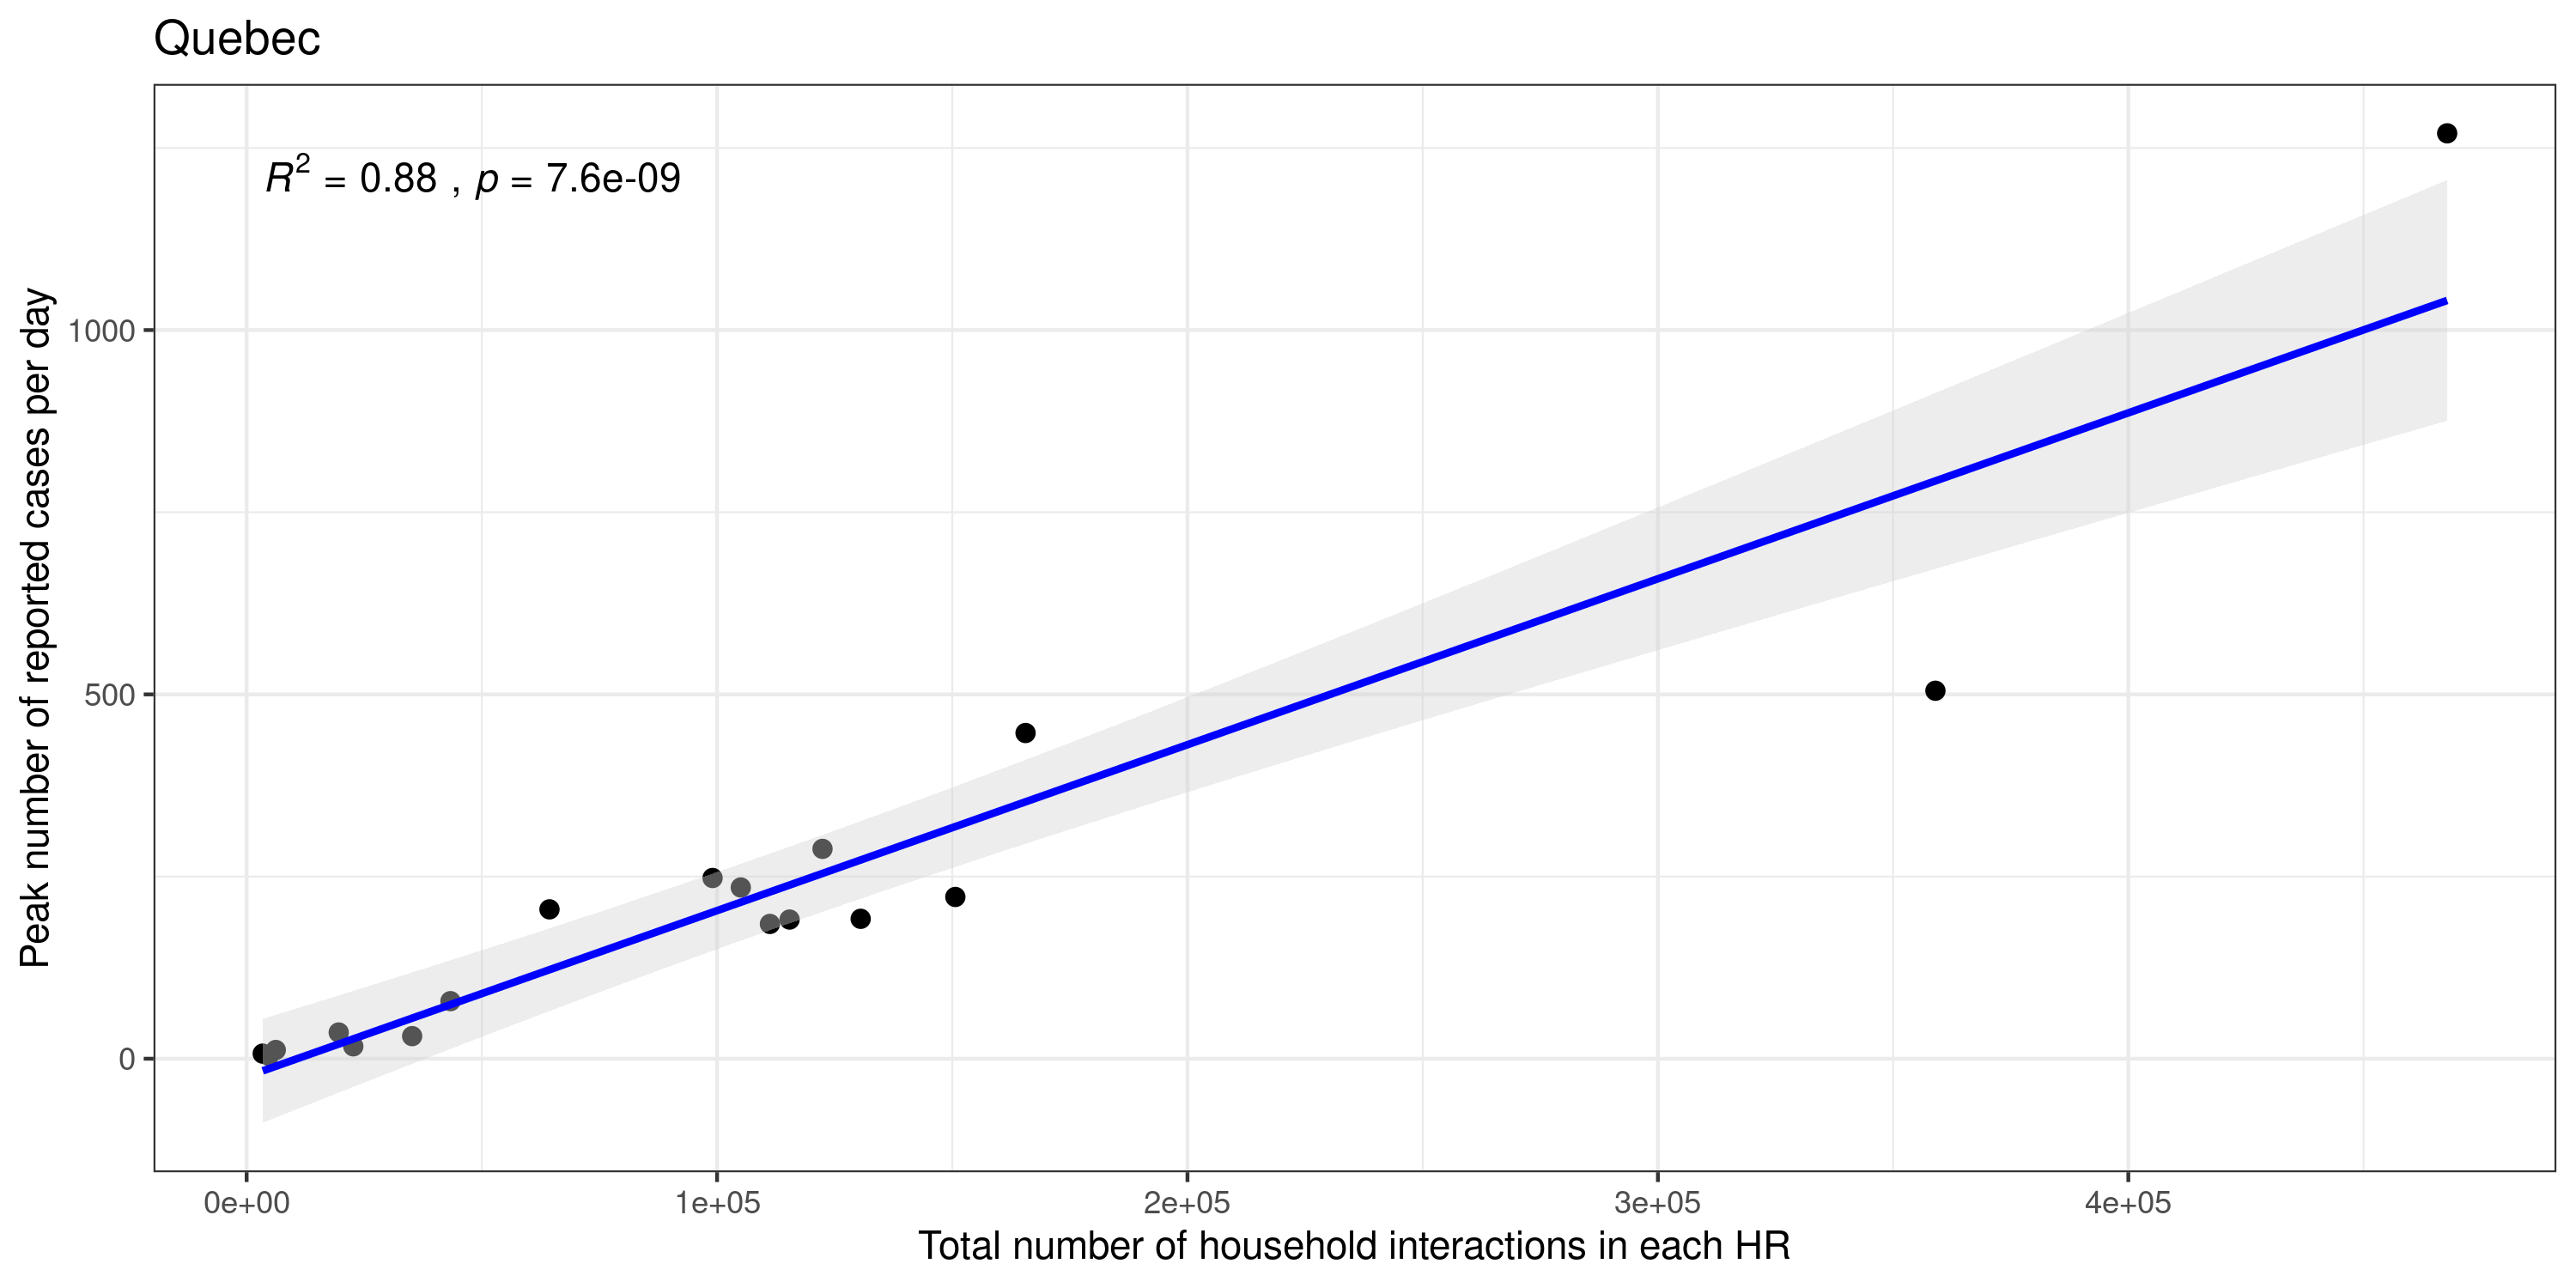 Quebec
R² = 0.88 , p = 7.6e-09
Peak number of reported cases per day
1000
500
0
0e+00 1e+05 2e+05 3e+05 4e+05
Total number of household interactions in each HR